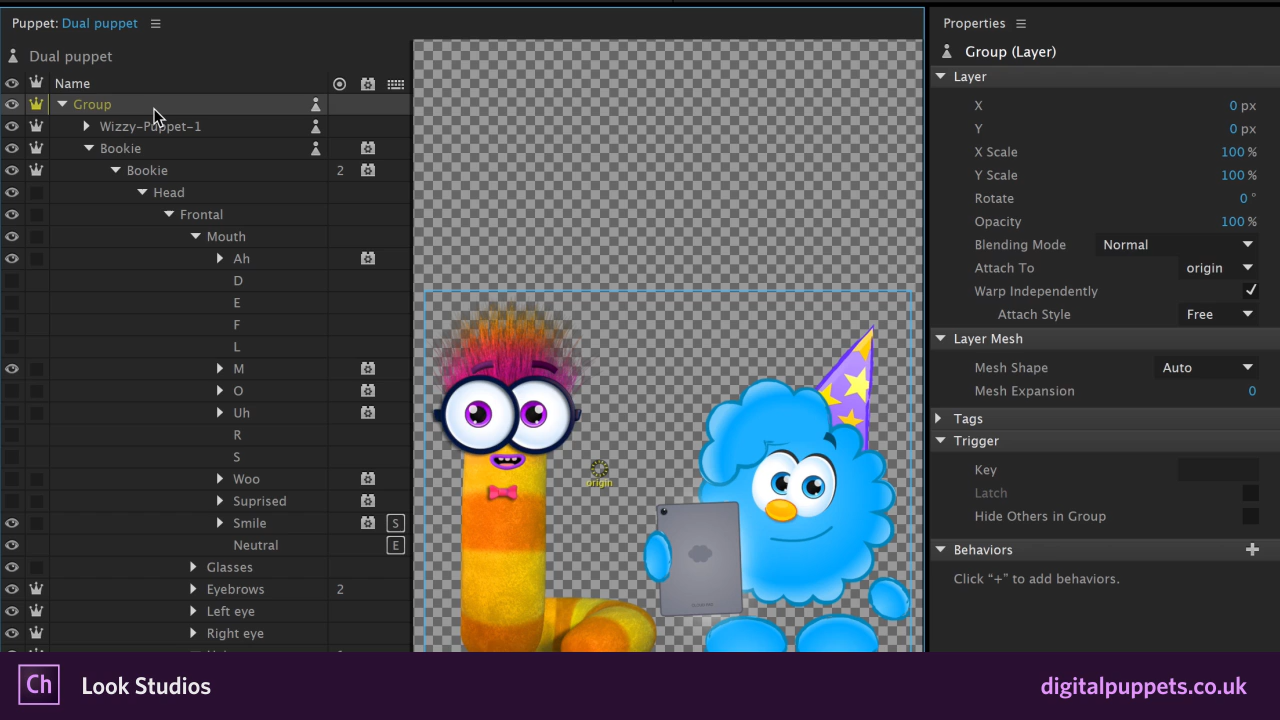 Puppet: Dual puppet
Dual puppet
Name
Group
Wizzy-Puppet-1
Bookie
Bookie 2
Head
Frontal
Mouth
Ah
D
E
F
L
M
O
Uh
R
S
Woo
Suprised
Smile S
Neutral E
Glasses
Eyebrows 2
Left eye
Right eye
origin
Properties
Group (Layer)
Layer
X 0 px
Y 0 px
X Scale 100 %
Y Scale 100 %
Rotate 0 °
Opacity 100 %
Blending Mode Normal
Attach To origin
Warp Independently
Attach Style Free
Layer Mesh
Mesh Shape Auto
Mesh Expansion 0
Tags
Trigger
Key
Latch
Hide Others in Group
Behaviors
Click “+” to add behaviors.
Ch Look Studios
digitalpuppets.co.uk